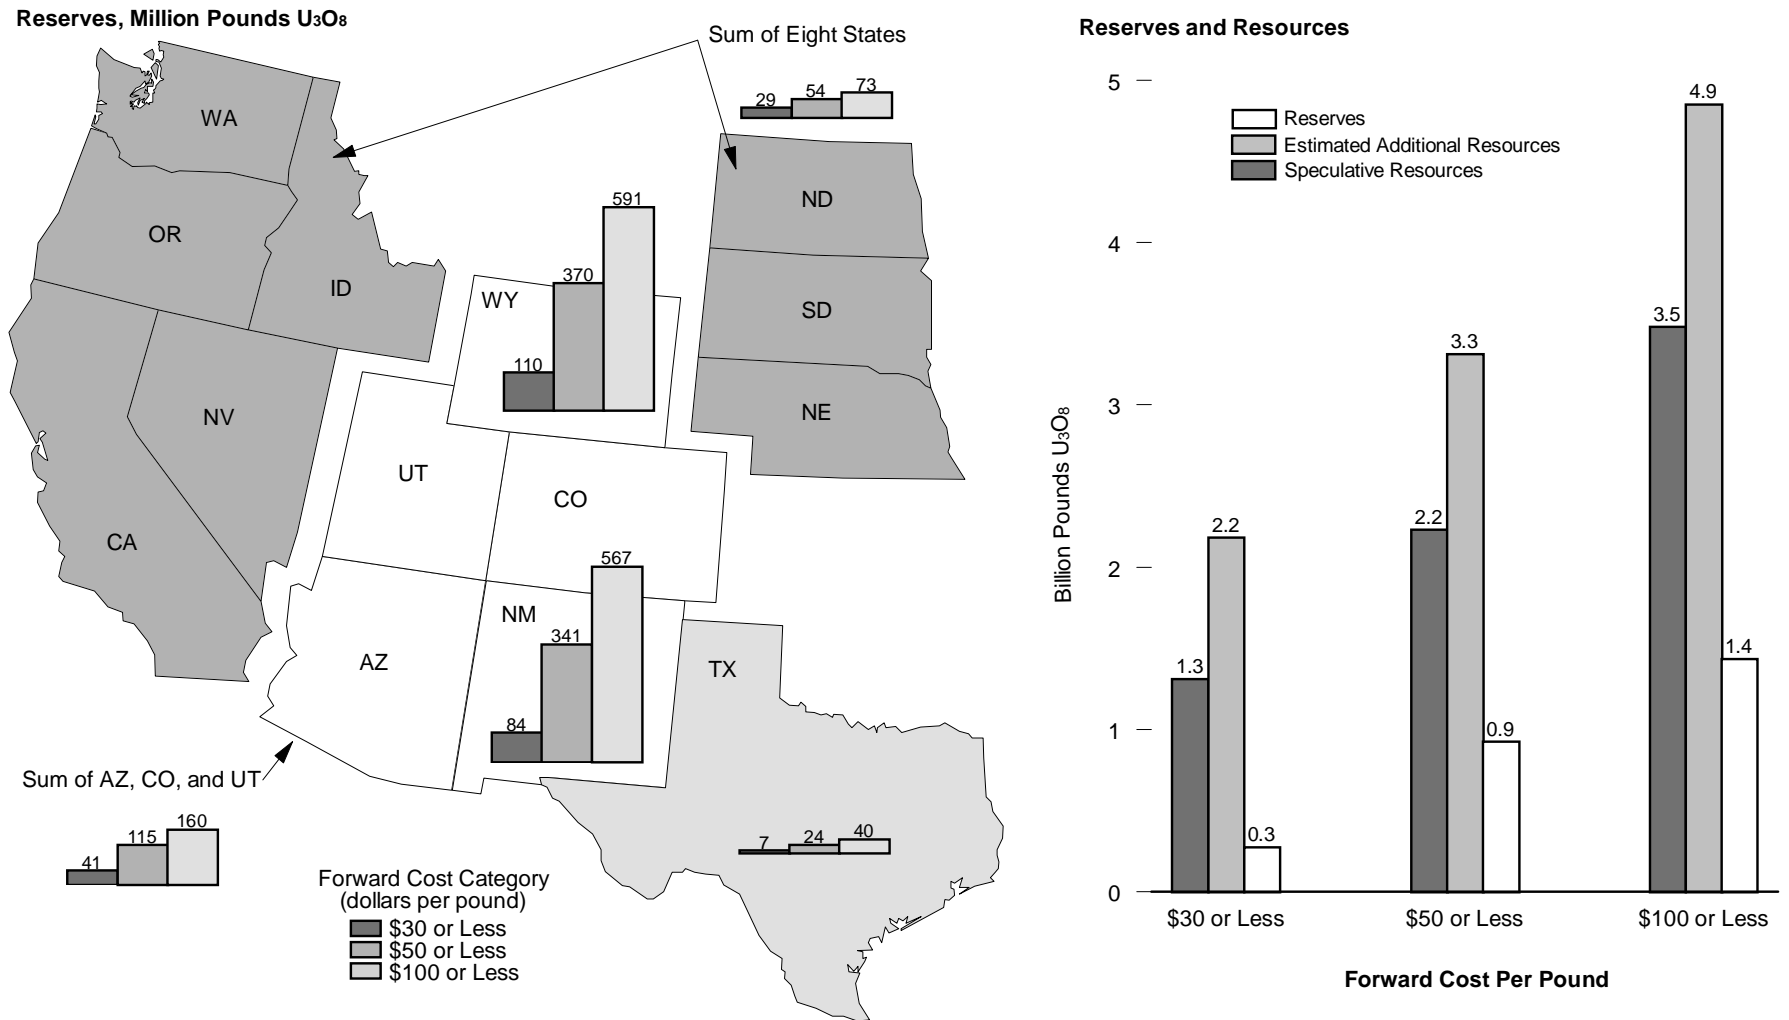 Reserves, Million Pounds U₃O₈
Sum of Eight States
29 54 73
WA
OR
ID
NV
CA
ND
SD
NE
WY
110 370 591
UT
CO
AZ
NM
84 341 567
TX
7 24 40
Sum of AZ, CO, and UT
41 115 160
Forward Cost Category
(dollars per pound)
$30 or Less
$50 or Less
$100 or Less
Reserves and Resources
Reserves
Estimated Additional Resources
Speculative Resources
Billion Pounds U₃O₈
5
4
3
2
1
0
1.3 2.2 0.3
2.2 3.3 0.9
3.5 4.9 1.4
$30 or Less $50 or Less $100 or Less
Forward Cost Per Pound